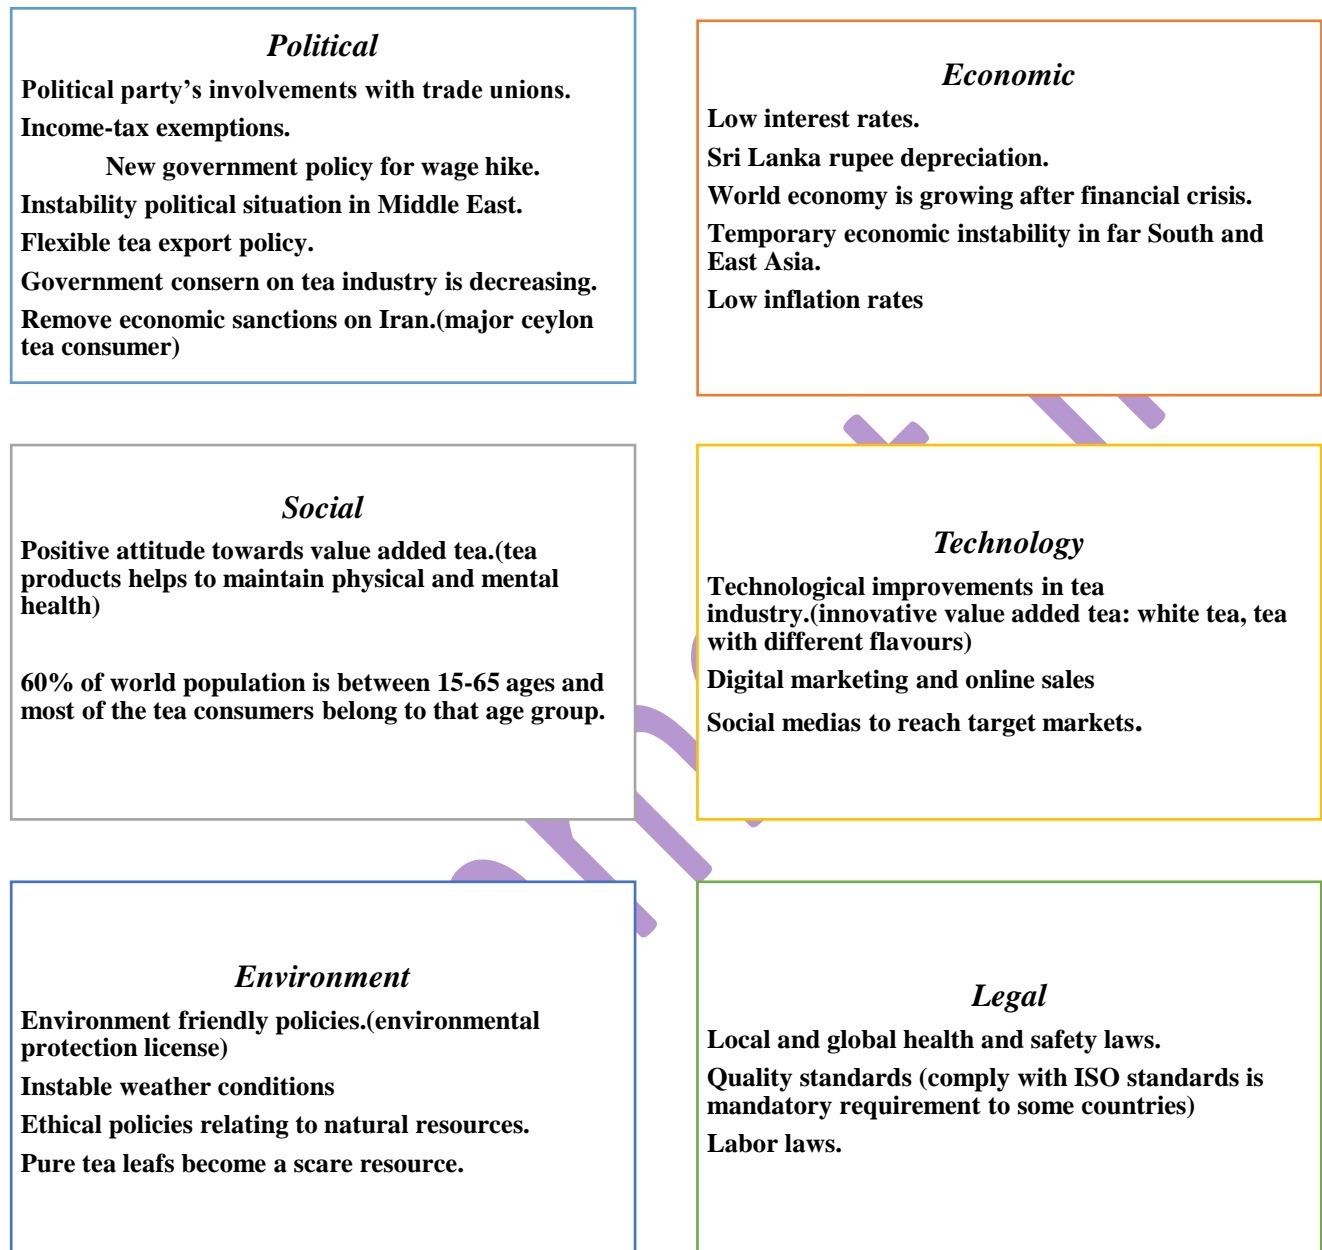 Political
Political party’s involvements with trade unions.
Income-tax exemptions.
New government policy for wage hike.
Instability political situation in Middle East.
Flexible tea export policy.
Government consern on tea industry is decreasing.
Remove economic sanctions on Iran.(major ceylon
tea consumer)
Economic
Low interest rates.
Sri Lanka rupee depreciation.
World economy is growing after financial crisis.
Temporary economic instability in far South and
East Asia.
Low inflation rates
Social
Positive attitude towards value added tea.(tea
products helps to maintain physical and mental
health)
60% of world population is between 15-65 ages and
most of the tea consumers belong to that age group.
Technology
Technological improvements in tea
industry.(innovative value added tea: white tea, tea
with different flavours)
Digital marketing and online sales
Social medias to reach target markets.
Environment
Environment friendly policies.(environmental
protection license)
Instable weather conditions
Ethical policies relating to natural resources.
Pure tea leafs become a scare resource.
Legal
Local and global health and safety laws.
Quality standards (comply with ISO standards is
mandatory requirement to some countries)
Labor laws.